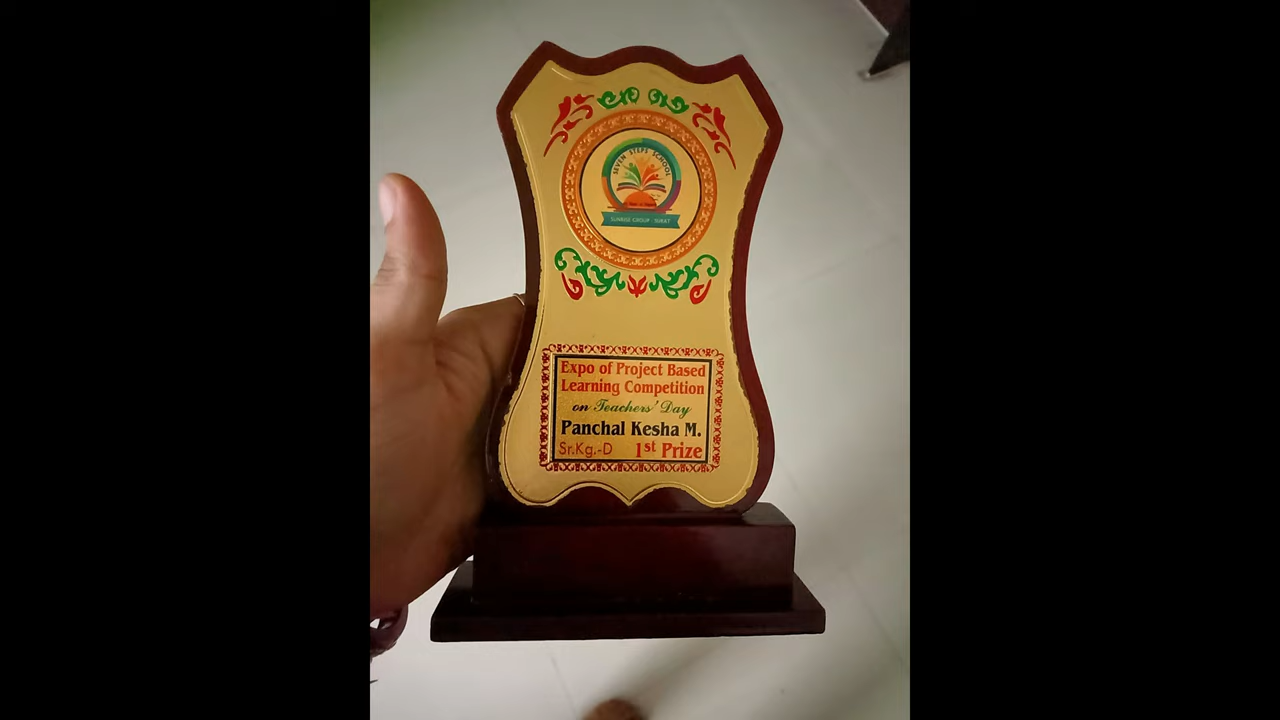 SEVEN STEPS SCHOOL
SUNRISE GROUP - SURAT
Expo of Project Based
Learning Competition
on Teachers' Day
Panchal Kesha M.
Sr.Kg.-D 1st Prize